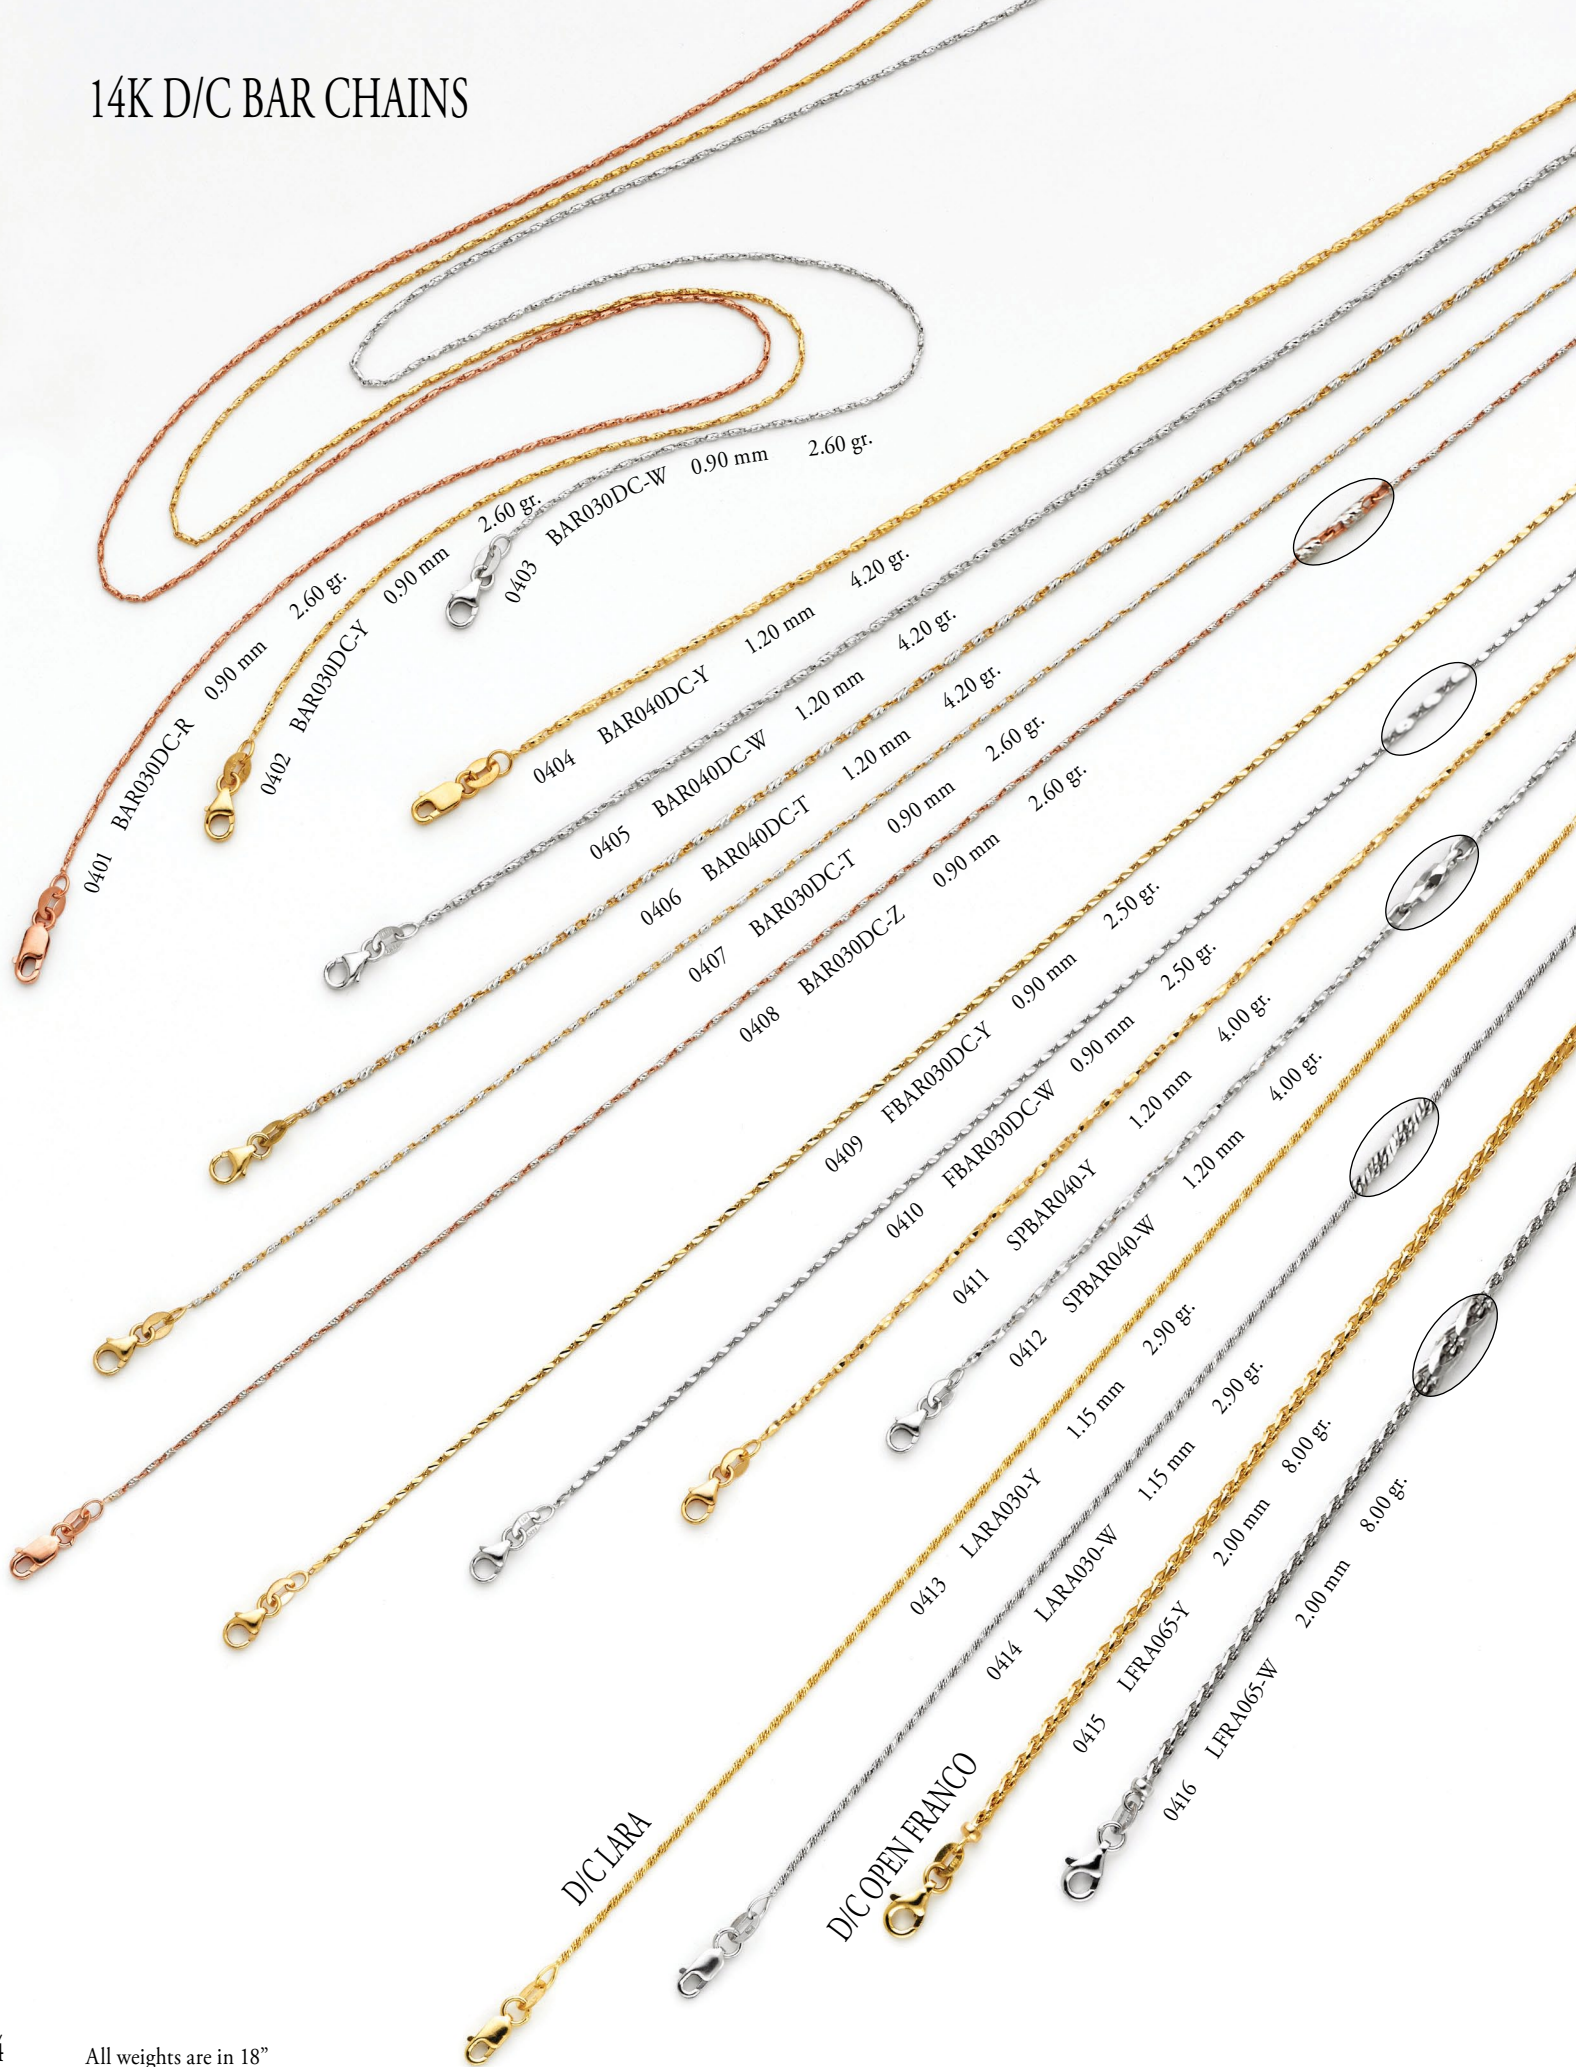 14K D/C BAR CHAINS
0401 BAR030DC-R 0.90 mm 2.60 gr.
0402 BAR030DC-Y 0.90 mm 2.60 gr.
0403 BAR030DC-W 0.90 mm 2.60 gr.
0404 BAR040DC-Y 1.20 mm 4.20 gr.
0405 BAR040DC-W 1.20 mm 4.20 gr.
0406 BAR040DC-T 1.20 mm 4.20 gr.
0407 BAR030DC-T 0.90 mm 2.60 gr.
0408 BAR030DC-Z 0.90 mm 2.60 gr.
0409 FBAR030DC-Y 0.90 mm 2.50 gr.
0410 FBAR030DC-W 0.90 mm 2.50 gr.
0411 SPBAR040-Y 1.20 mm 4.00 gr.
0412 SPBAR040-W 1.20 mm 4.00 gr.
D/C LARA
0413 LARA030-Y 1.15 mm 2.90 gr.
0414 LARA030-W 1.15 mm 2.90 gr.
D/C OPEN FRANCO
0415 LFRA065-Y 2.00 mm 8.00 gr.
0416 LFRA065-W 2.00 mm 8.00 gr.
All weights are in 18”